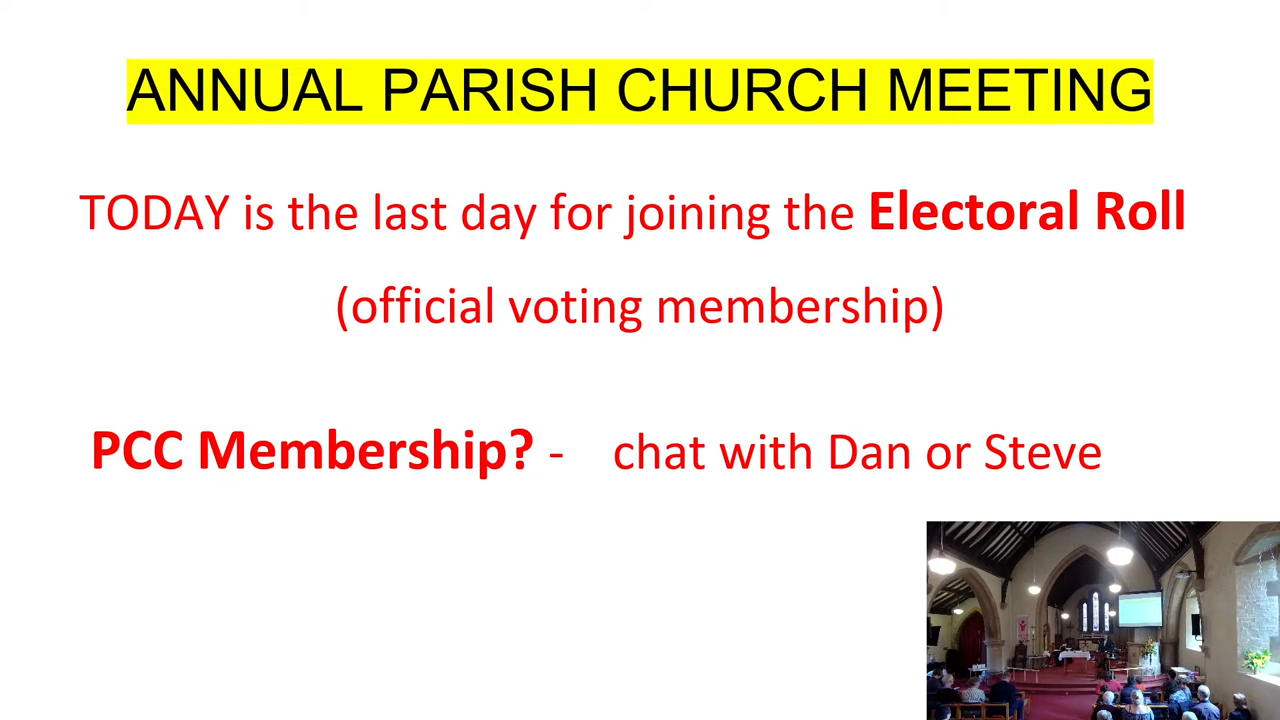 ANNUAL PARISH CHURCH MEETING
TODAY is the last day for joining the Electoral Roll
(official voting membership)
PCC Membership? - chat with Dan or Steve